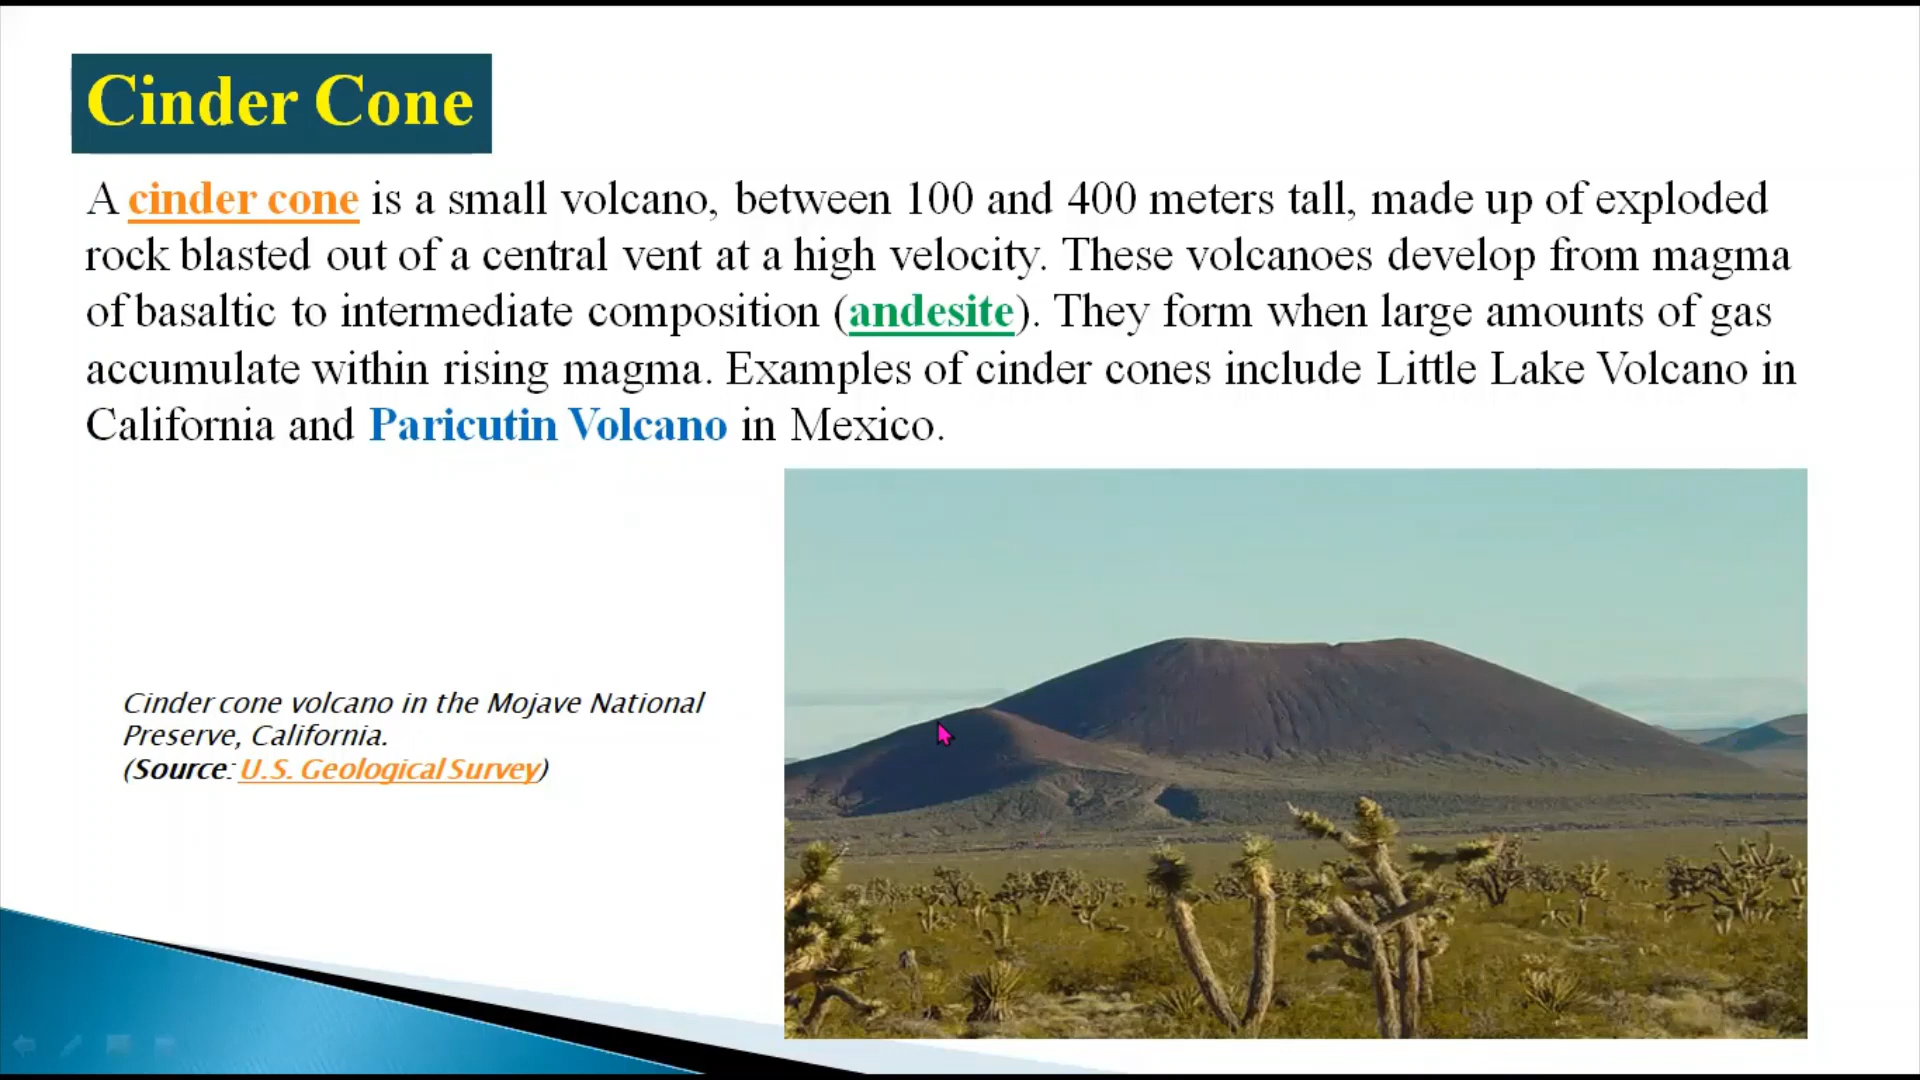 Cinder Cone
A cinder cone is a small volcano, between 100 and 400 meters tall, made up of exploded
rock blasted out of a central vent at a high velocity. These volcanoes develop from magma
of basaltic to intermediate composition (andesite). They form when large amounts of gas
accumulate within rising magma. Examples of cinder cones include Little Lake Volcano in
California and Paricutin Volcano in Mexico.
Cinder cone volcano in the Mojave National
Preserve, California.
(Source: U.S. Geological Survey)